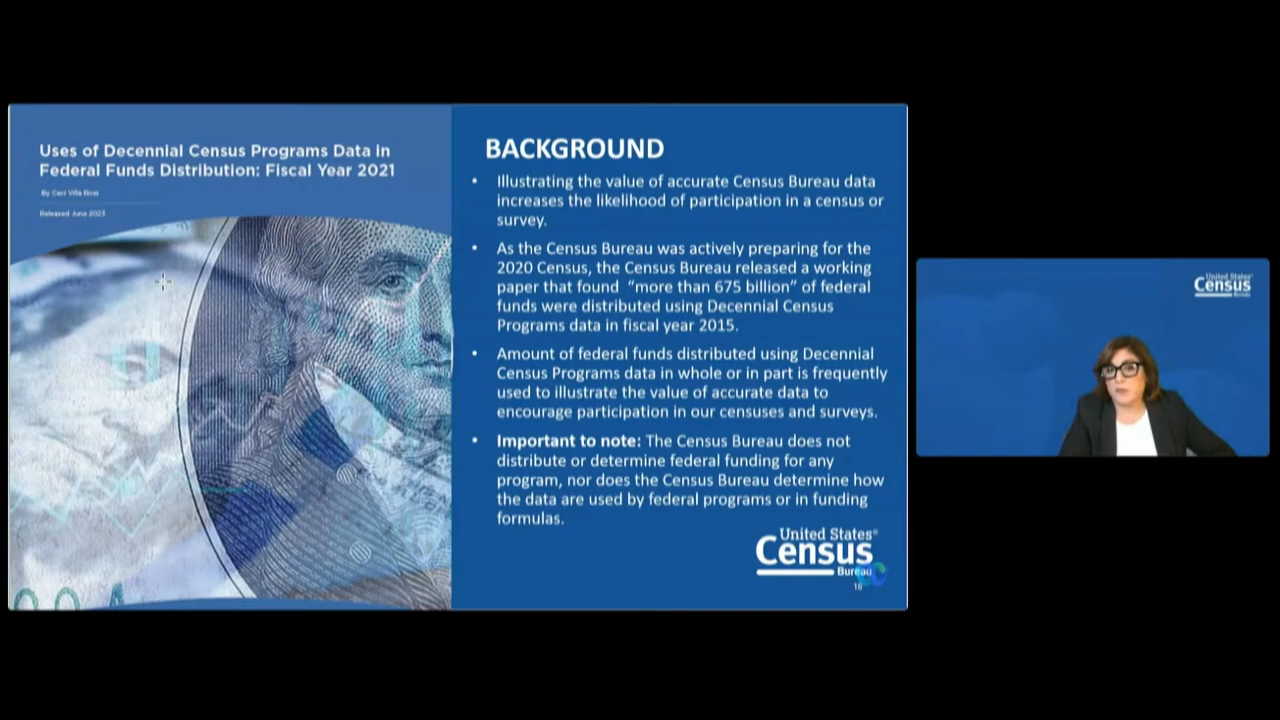 Uses of Decennial Census Programs Data in
Federal Funds Distribution: Fiscal Year 2021
By Ceci Villa Ross
Released June 2023
BACKGROUND
• Illustrating the value of accurate Census Bureau data
increases the likelihood of participation in a census or
survey.
• As the Census Bureau was actively preparing for the
2020 Census, the Census Bureau released a working
paper that found “more than 675 billion” of federal
funds were distributed using Decennial Census
Programs data in fiscal year 2015.
• Amount of federal funds distributed using Decennial
Census Programs data in whole or in part is frequently
used to illustrate the value of accurate data to
encourage participation in our censuses and surveys.
• Important to note: The Census Bureau does not
distribute or determine federal funding for any
program, nor does the Census Bureau determine how
the data are used by federal programs or in funding
formulas.
United States®
Census
Bureau
18
United States®
Census
Bureau